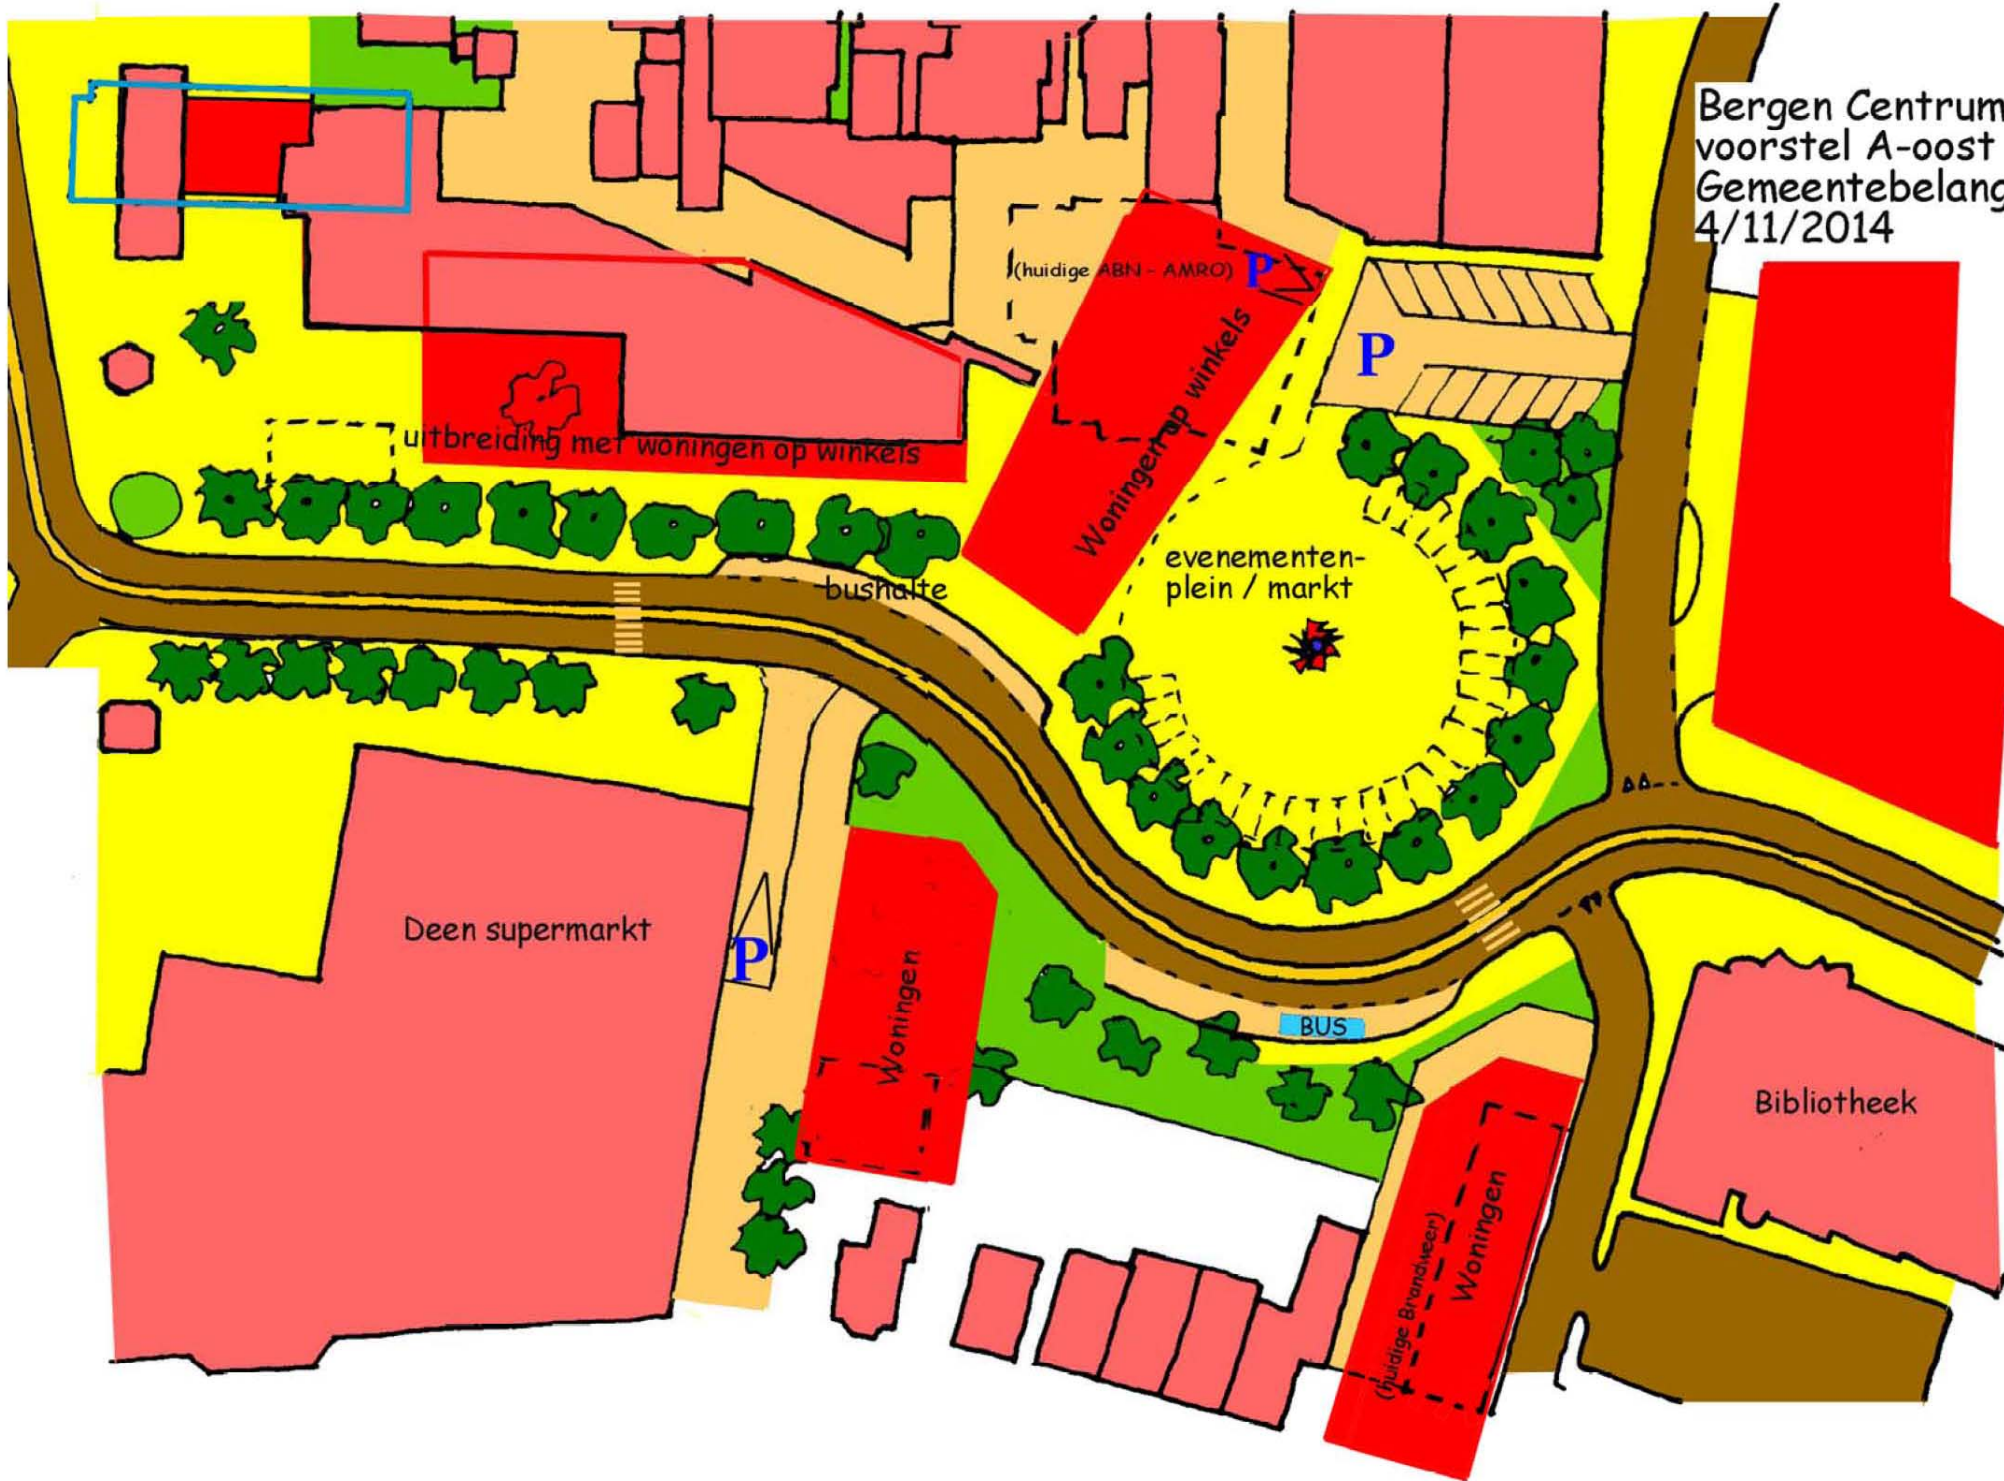 Bergen Centrum
voorstel A-oost
Gemeentebelang
4/11/2014
(huidige ABN - AMRO)
P
P
Woningen op winkels
uitbreiding met woningen op winkels
evenementen-
plein / markt
bushalte
Deen supermarkt
P
Woningen
BUS
Bibliotheek
(huidige Brandweer)
Woningen